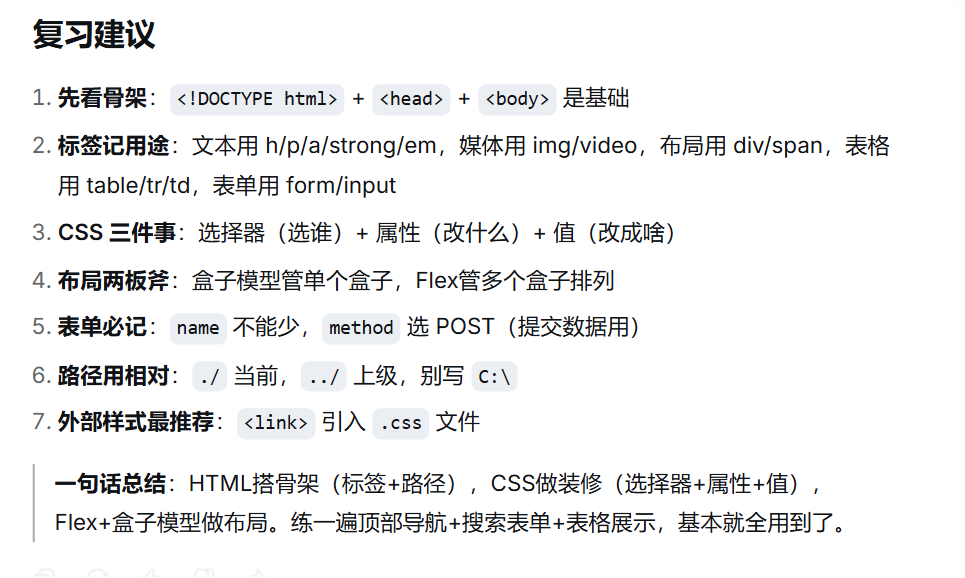 复习建议
1. 先看骨架：<!DOCTYPE html> + <head> + <body> 是基础
2. 标签记用途：文本用 h/p/a/strong/em，媒体用 img/video，布局用 div/span，表格
用 table/tr/td，表单用 form/input
3. CSS 三件事：选择器（选谁）+ 属性（改什么）+ 值（改成啥）
4. 布局两板斧：盒子模型管单个盒子，Flex管多个盒子排列
5. 表单必记：name 不能少，method 选 POST（提交数据用）
6. 路径用相对：./ 当前，../ 上级，别写 C:\
7. 外部样式最推荐：<link> 引入 .css 文件
一句话总结：HTML搭骨架（标签+路径），CSS做装修（选择器+属性+值），
Flex+盒子模型做布局。练一遍顶部导航+搜索表单+表格展示，基本就全用到了。